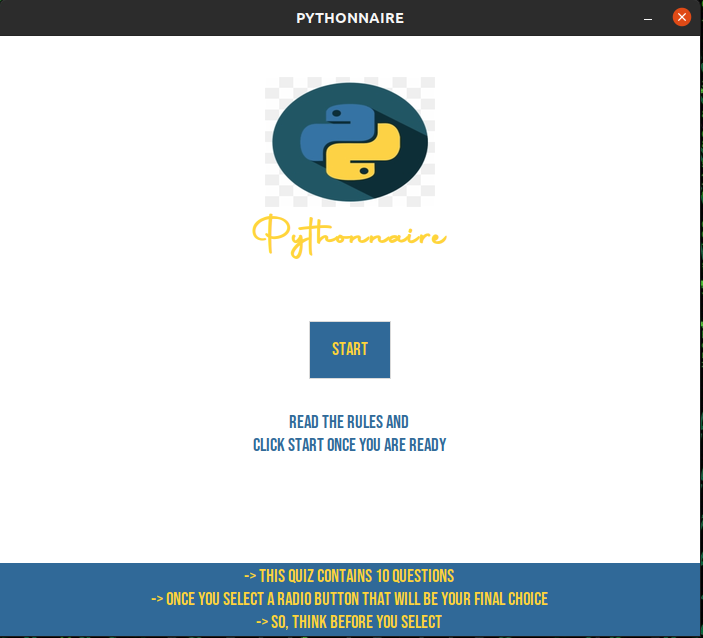 PYTHONNAIRE
Pythonnaire
START
READ THE RULES AND
CLICK START ONCE YOU ARE READY
-> THIS QUIZ CONTAINS 10 QUESTIONS
-> ONCE YOU SELECT A RADIO BUTTON THAT WILL BE YOUR FINAL CHOICE
-> SO, THINK BEFORE YOU SELECT